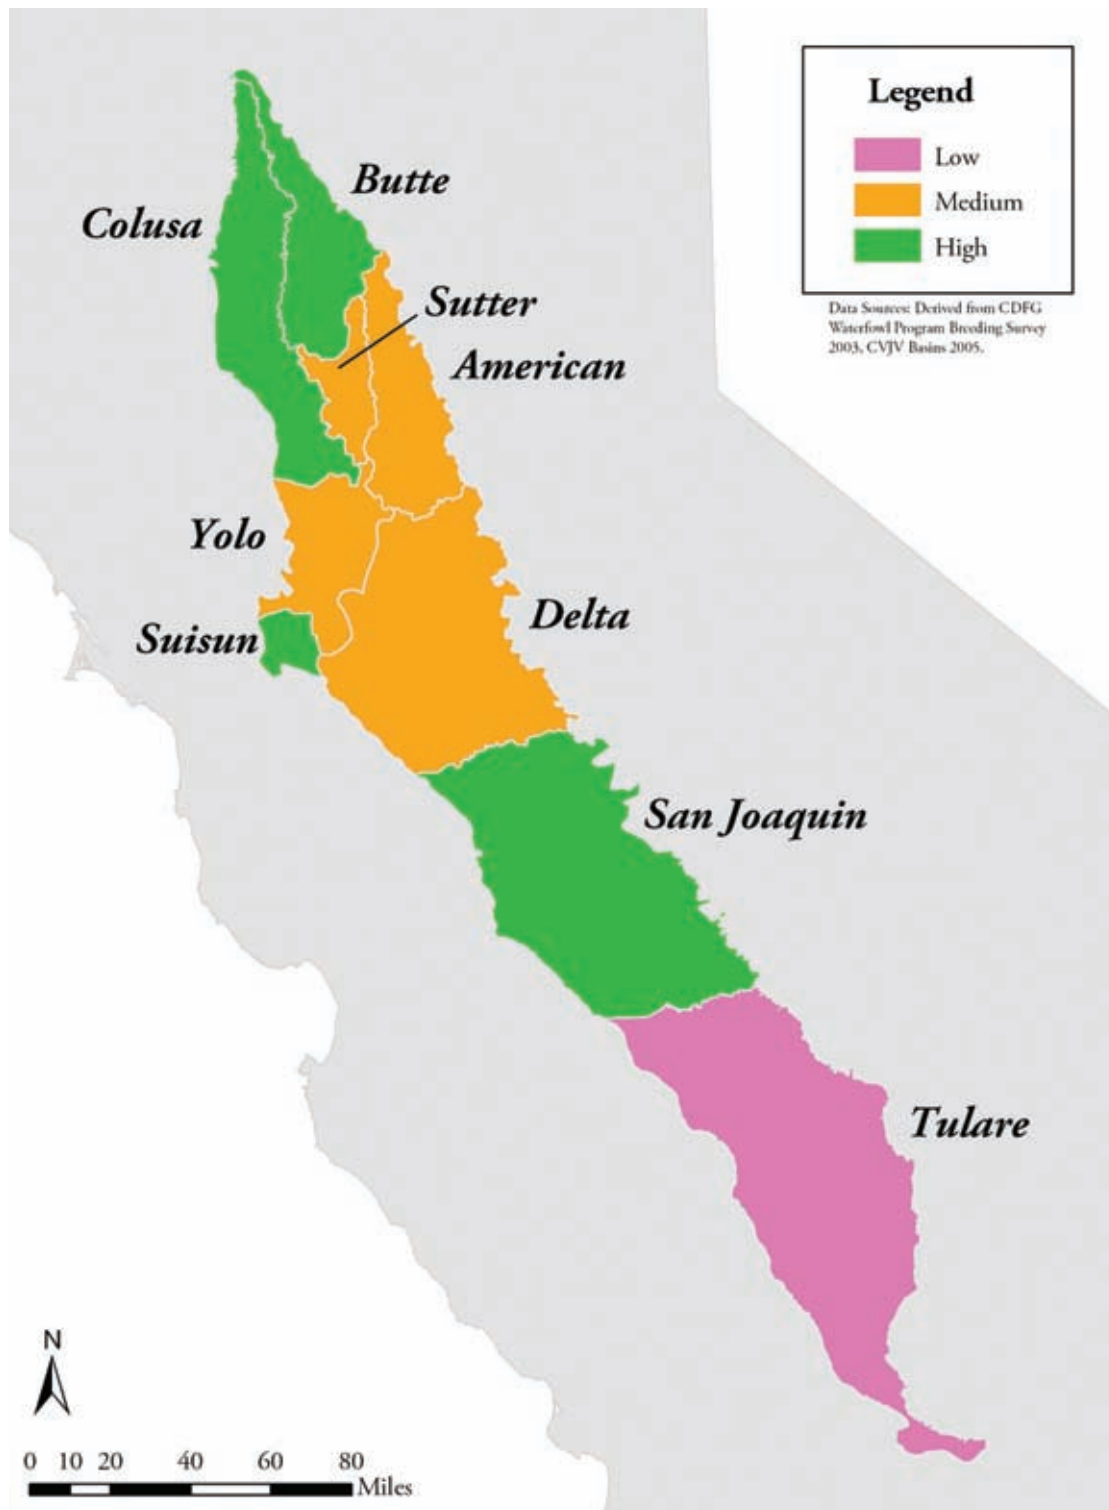 Legend
Low
Medium
High
Data Sources: Derived from CDFG
Waterfowl Program Breeding Survey
2003, CVJV Basins 2005.
Butte
Colusa
Sutter
American
Yolo
Delta
Suisun
San Joaquin
Tulare
N
0 10 20 40 60 80
Miles